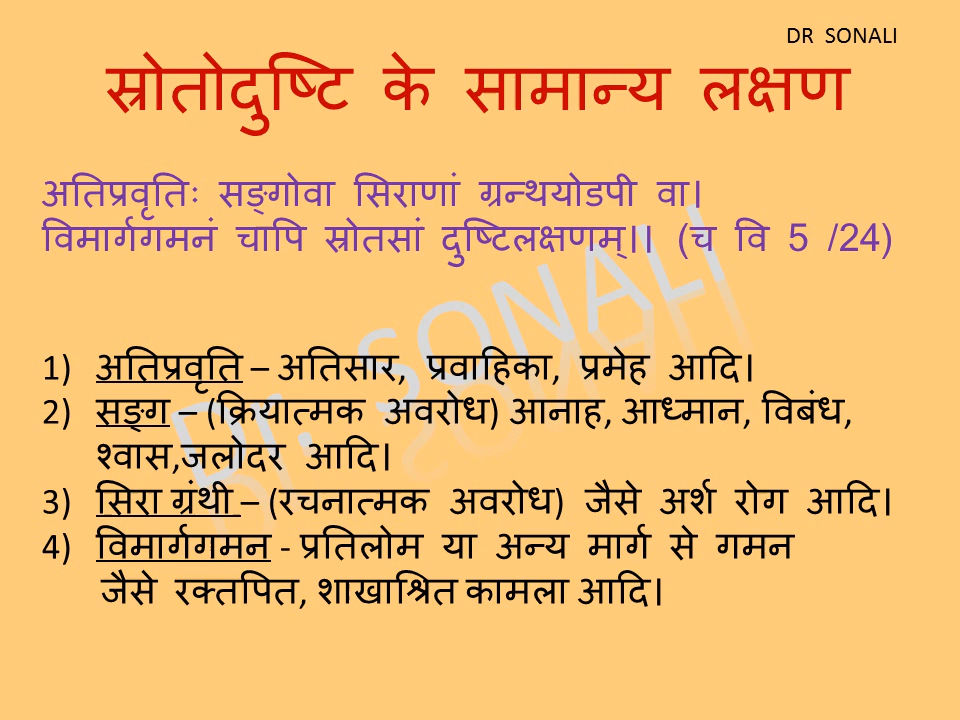 DR SONALI
स्रोतोदुष्टि के सामान्य लक्षण
अतिप्रवृतिः सङ्गोवा सिराणां ग्रन्थयोडपी वा।
विमार्गगमनं चापि स्रोतसां दुष्टिलक्षणम्।। (च वि 5 /24)
Dr. SONALI
1) अतिप्रवृति – अतिसार, प्रवाहिका, प्रमेह आदि।
2) सङ्ग – (क्रियात्मक अवरोध) आनाह, आध्मान, विबंध,
श्वास,जलोदर आदि।
3) सिरा ग्रंथी – (रचनात्मक अवरोध) जैसे अर्श रोग आदि।
4) विमार्गगमन - प्रतिलोम या अन्य मार्ग से गमन
जैसे रक्तपित, शाखाश्रित कामला आदि।